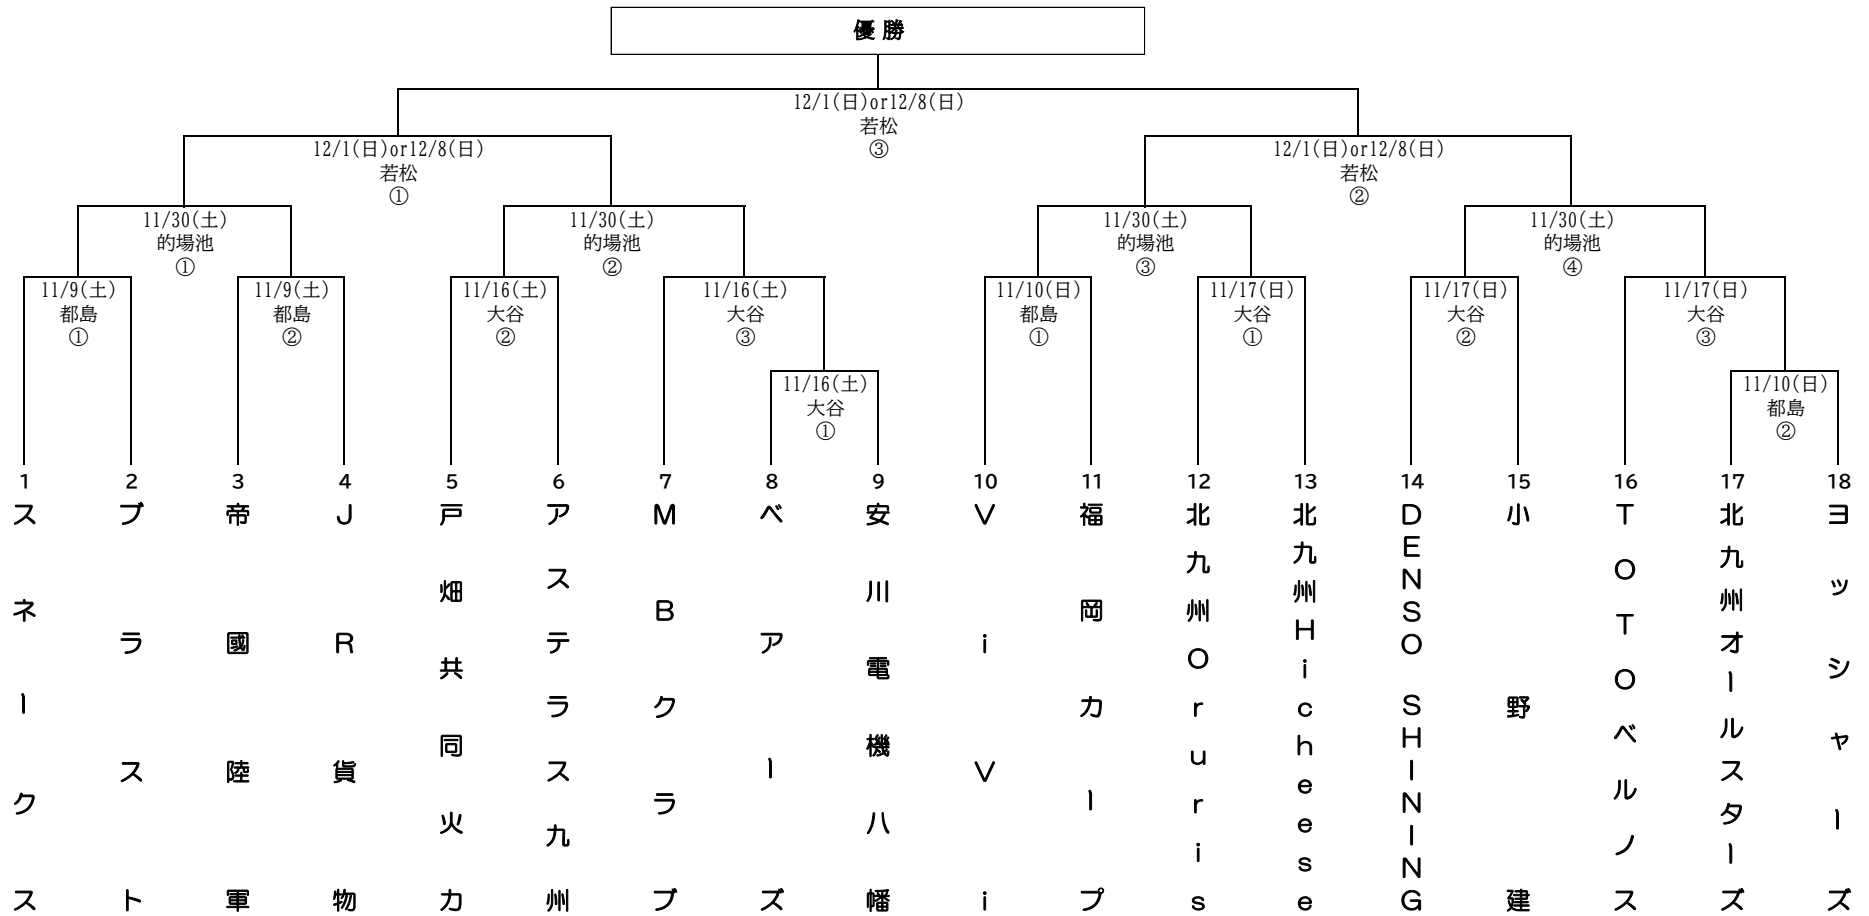 優 勝
12/1(日)or12/8(日)
若松
③
12/1(日)or12/8(日)
若松
①
12/1(日)or12/8(日)
若松
②
11/30(土)
的場池
①
11/30(土)
的場池
②
11/30(土)
的場池
③
11/30(土)
的場池
④
11/9(土)
都島
①
11/9(土)
都島
②
11/16(土)
大谷
②
11/16(土)
大谷
③
11/10(日)
都島
①
11/17(日)
大谷
①
11/17(日)
大谷
②
11/17(日)
大谷
③
11/16(土)
大谷
①
11/10(日)
都島
②
1
スネークス
2
ブラスト
3
帝國陸軍
4
JR貨物
5
戸畑共同火力
6
アステラス九州
7
MBクラブ
8
ベアーズ
9
安川電機八幡
10
ViVi
11
福岡カープ
12
北九州Oruris
13
北九州Hicheese
14
DENSO SHINING
15
小野建
16
TOTOベルノス
17
北九州オールスターズ
18
ヨッシャーズ